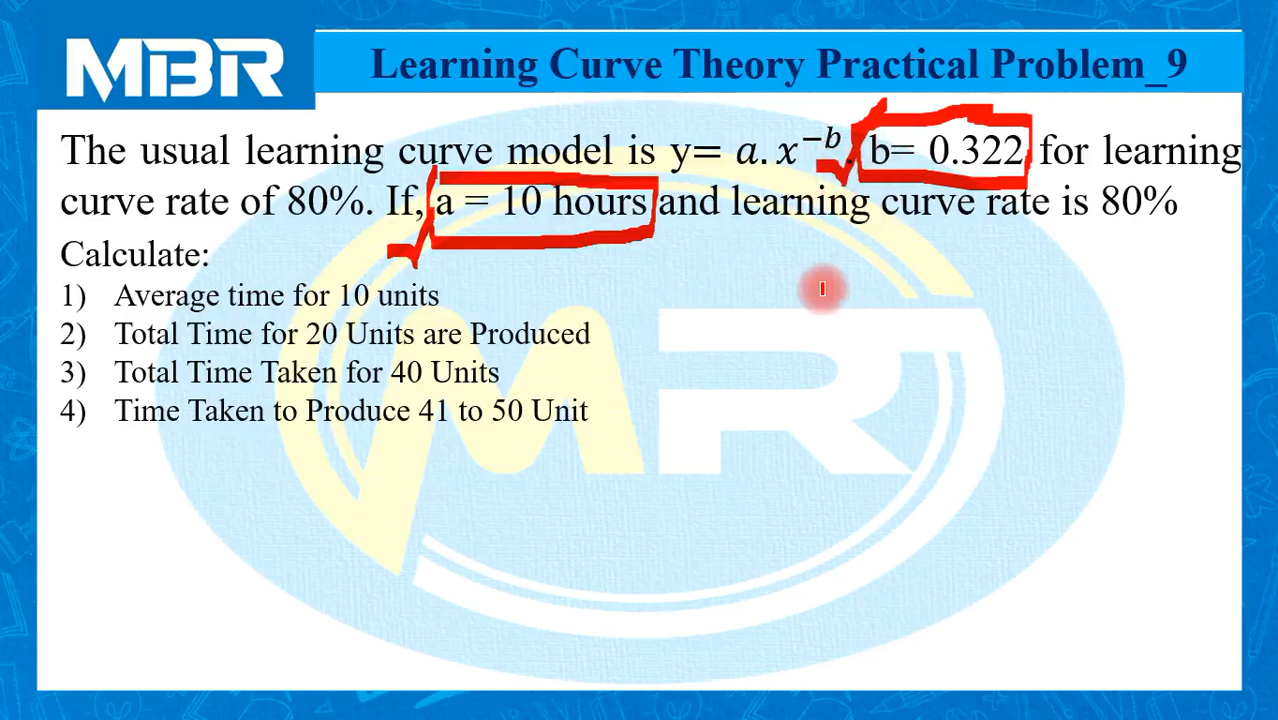 MBR
Learning Curve Theory Practical Problem_9
The usual learning curve model is y= a.x^{-b}. b= 0.322 for learning
curve rate of 80%. If, a = 10 hours and learning curve rate is 80%
Calculate:
1) Average time for 10 units
2) Total Time for 20 Units are Produced
3) Total Time Taken for 40 Units
4) Time Taken to Produce 41 to 50 Unit
MR